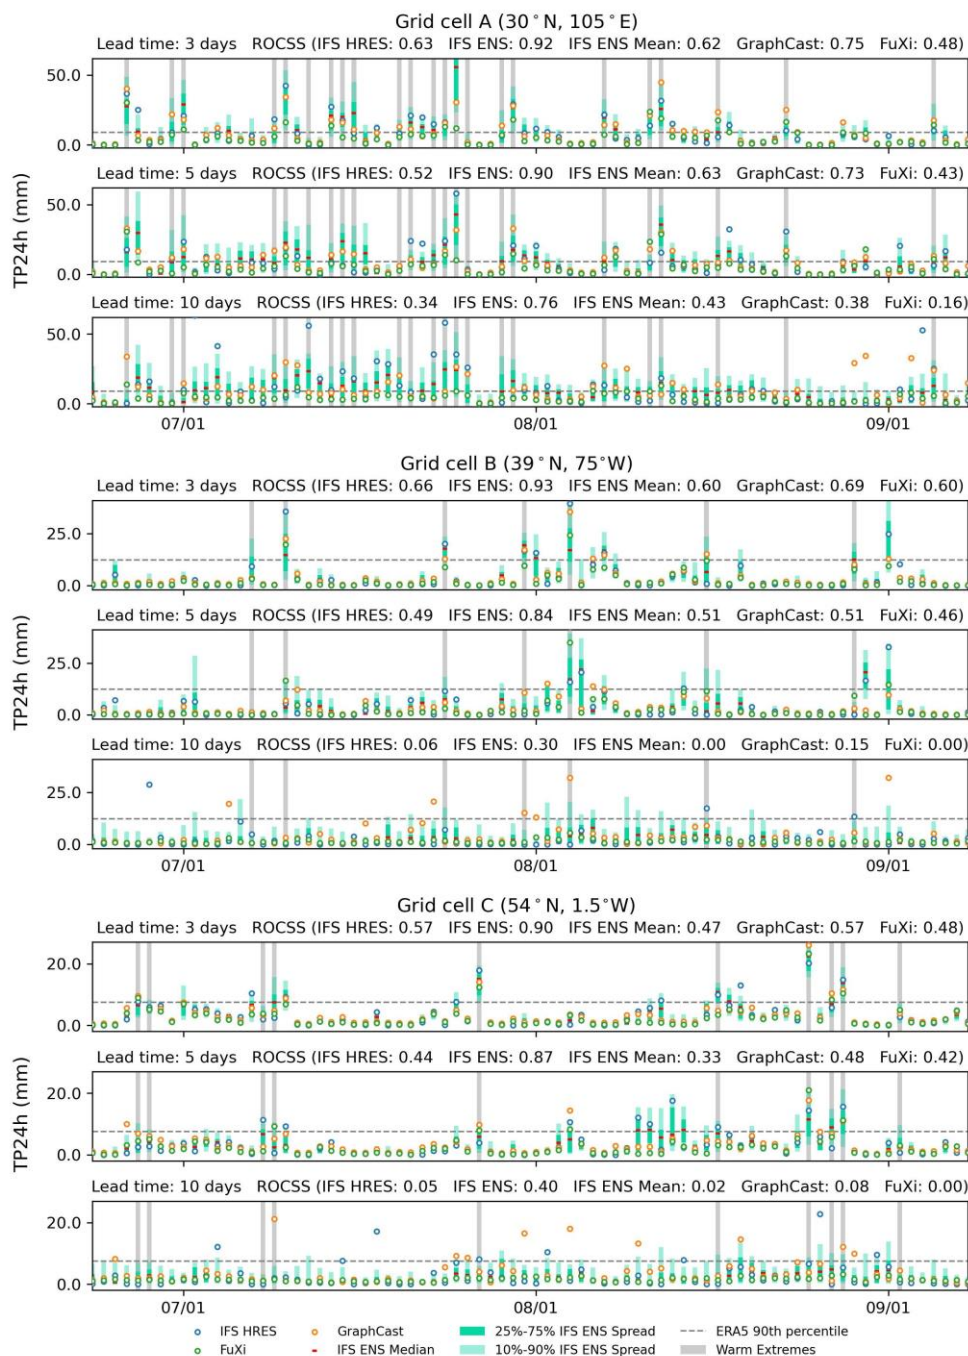 Grid cell A (30°N, 105°E)
Lead time: 3 days ROCSS (IFS HRES: 0.63 IFS ENS: 0.92 IFS ENS Mean: 0.62 GraphCast: 0.75 FuXi: 0.48)
50.0
0.0
Lead time: 5 days ROCSS (IFS HRES: 0.52 IFS ENS: 0.90 IFS ENS Mean: 0.63 GraphCast: 0.73 FuXi: 0.43)
50.0
0.0
TP24h (mm)
Lead time: 10 days ROCSS (IFS HRES: 0.34 IFS ENS: 0.76 IFS ENS Mean: 0.43 GraphCast: 0.38 FuXi: 0.16)
50.0
0.0
07/01 08/01 09/01
Grid cell B (39°N, 75°W)
Lead time: 3 days ROCSS (IFS HRES: 0.66 IFS ENS: 0.93 IFS ENS Mean: 0.60 GraphCast: 0.69 FuXi: 0.60)
25.0
0.0
Lead time: 5 days ROCSS (IFS HRES: 0.49 IFS ENS: 0.84 IFS ENS Mean: 0.51 GraphCast: 0.51 FuXi: 0.46)
25.0
0.0
TP24h (mm)
Lead time: 10 days ROCSS (IFS HRES: 0.06 IFS ENS: 0.30 IFS ENS Mean: 0.00 GraphCast: 0.15 FuXi: 0.00)
25.0
0.0
07/01 08/01 09/01
Grid cell C (54°N, 1.5°W)
Lead time: 3 days ROCSS (IFS HRES: 0.57 IFS ENS: 0.90 IFS ENS Mean: 0.47 GraphCast: 0.57 FuXi: 0.48)
20.0
0.0
Lead time: 5 days ROCSS (IFS HRES: 0.44 IFS ENS: 0.87 IFS ENS Mean: 0.33 GraphCast: 0.48 FuXi: 0.42)
20.0
0.0
TP24h (mm)
Lead time: 10 days ROCSS (IFS HRES: 0.05 IFS ENS: 0.40 IFS ENS Mean: 0.02 GraphCast: 0.08 FuXi: 0.00)
20.0
0.0
07/01 08/01 09/01
IFS HRES GraphCast 25%-75% IFS ENS Spread ERA5 90th percentile
FuXi IFS ENS Median 10%-90% IFS ENS Spread Warm Extremes